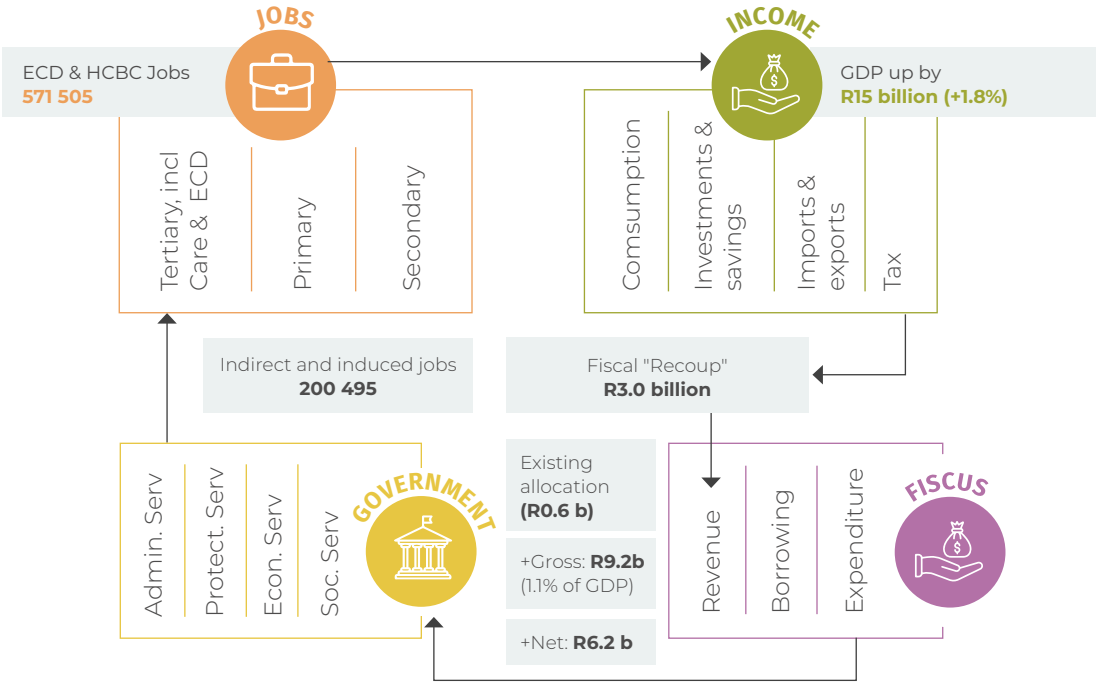 JOBS
ECD & HCBC Jobs
571 505
Tertiary, incl
Care & ECD
Primary
Secondary
INCOME
GDP up by
R15 billion (+1.8%)
Comsumption
Investments &
savings
Imports &
exports
Tax
Indirect and induced jobs
200 495
Fiscal "Recoup"
R3.0 billion
GOVERNMENT
Admin. Serv
Protect. Serv
Econ. Serv
Soc. Serv
Existing
allocation
(R0.6 b)
+Gross: R9.2b
(1.1% of GDP)
+Net: R6.2 b
FISCUS
Revenue
Borrowing
Expenditure